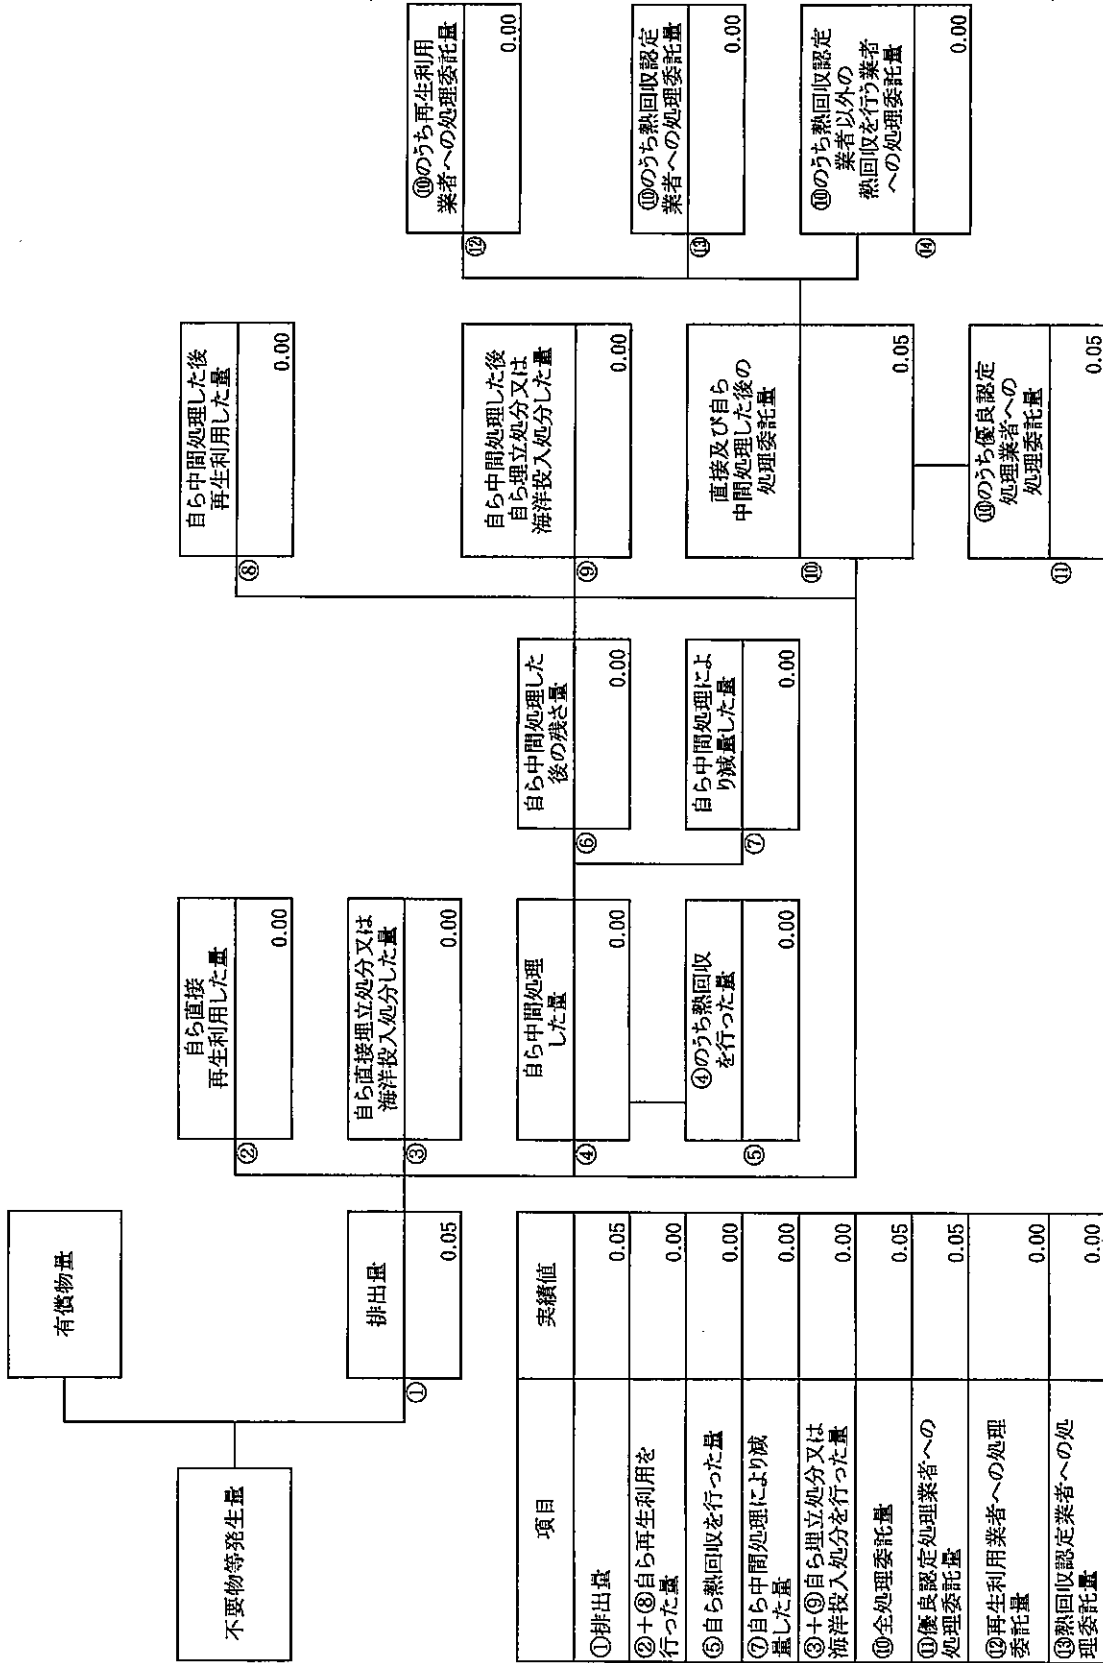 不要物等発生量
有償物量
①
排出量
0.05
②
自ら直接
再生利用した量
0.00
③
自ら直接埋立処分又は
海洋投入処分した量
0.00
④
自ら中間処理
した量
0.00
⑤
④のうち熱回収
を行った量
0.00
⑥
自ら中間処理した
後の残さ量
0.00
⑦
自ら中間処理によ
り減量した量
0.00
⑧
自ら中間処理した後
再生利用した量
0.00
⑨
自ら中間処理した後
自ら埋立処分又は
海洋投入処分した量
0.00
⑩
直接及び自ら
中間処理した後の
処理委託量
0.05
⑪
⑩のうち優良認定
処理業者への
処理委託量
0.05
⑫
⑩のうち再生利用
業者への処理委託量
0.00
⑬
⑩のうち熱回収認定
業者への処理委託量
0.00
⑭
⑩のうち熱回収認定
業者以外の
熱回収を行う業者
への処理委託量
0.00
項目 実績値
①排出量 0.05
②+⑧自ら再生利用を
行った量 0.00
⑤自ら熱回収を行った量 0.00
⑦自ら中間処理により減
量した量 0.00
③+⑨自ら埋立処分又は
海洋投入処分を行った量 0.00
⑩全処理委託量 0.05
⑪優良認定処理業者への
処理委託量 0.05
⑫再生利用業者への処理
委託量 0.00
⑬熱回収認定業者への処
理委託量 0.00